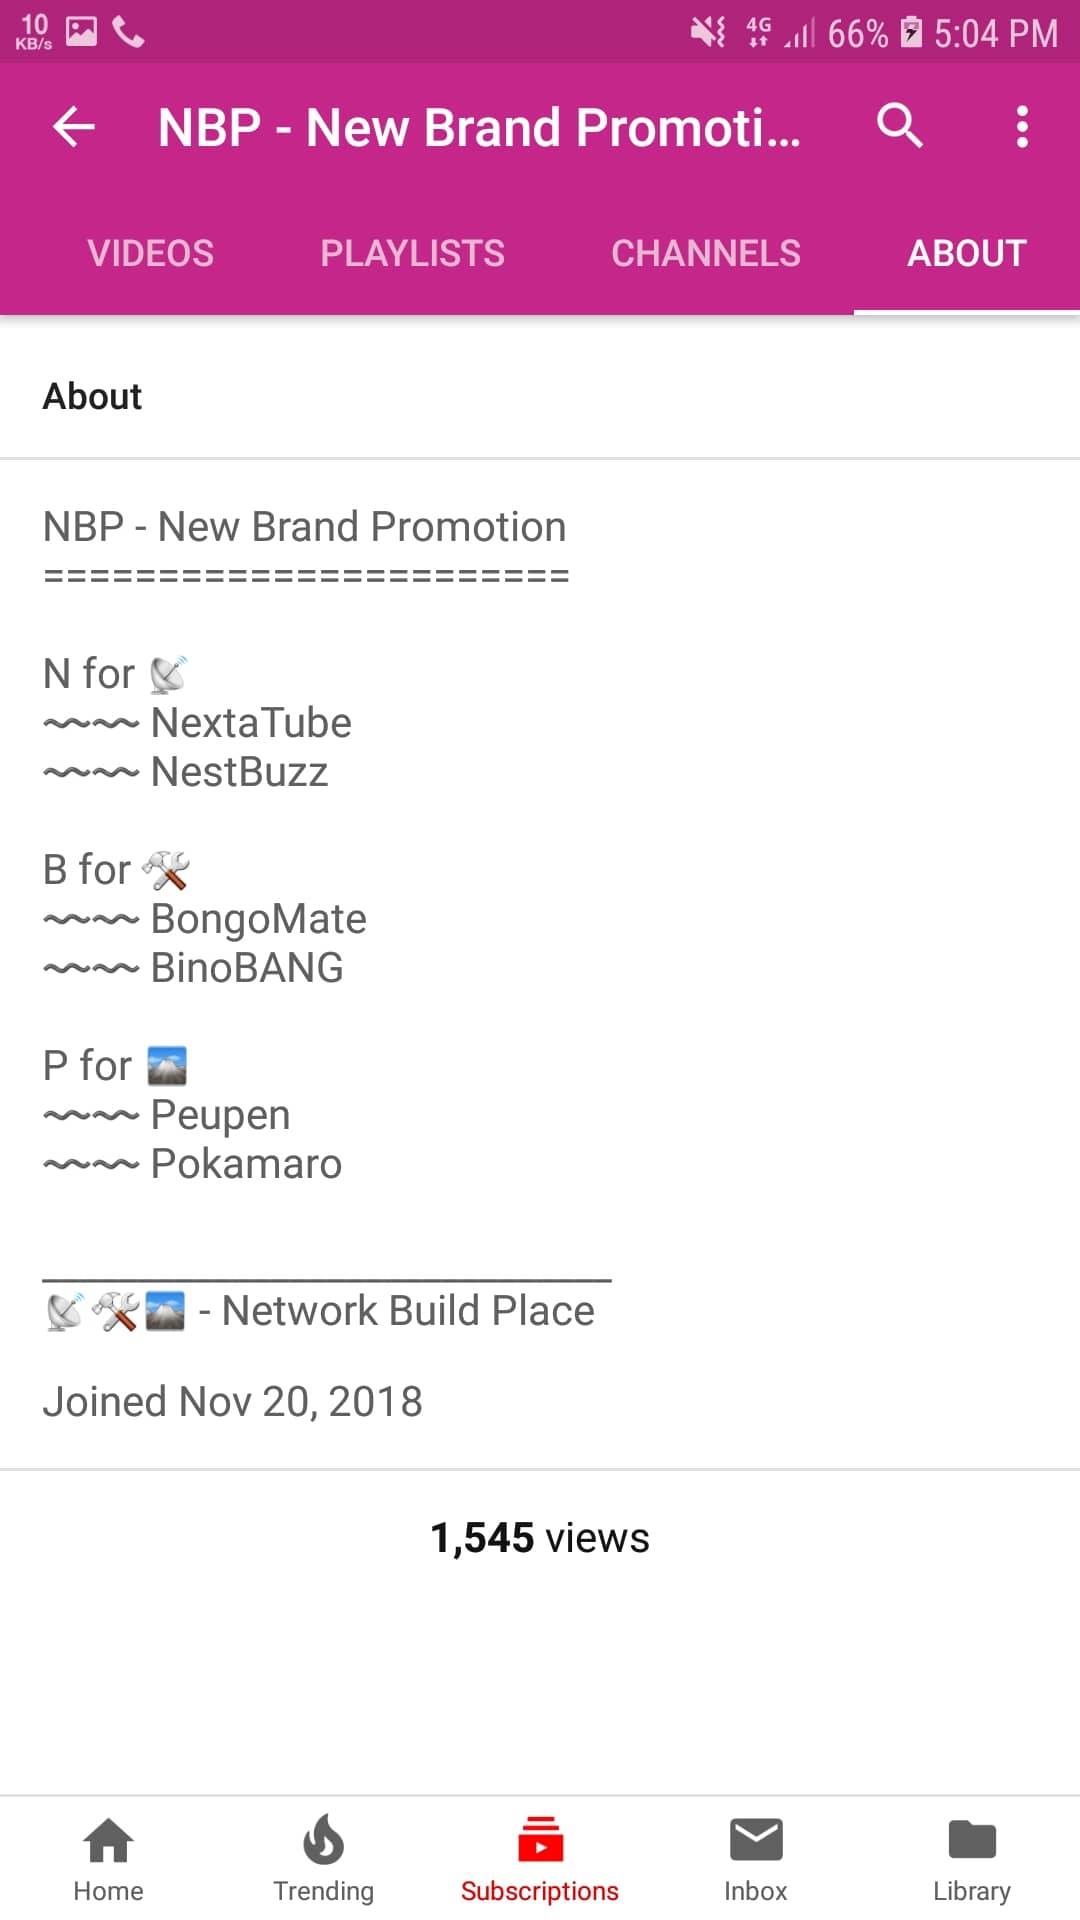 10 KB/s 4G 66% 5:04 PM
NBP - New Brand Promoti...
VIDEOS PLAYLISTS CHANNELS ABOUT
About
NBP - New Brand Promotion
=======================
N for 📡
〰〰 NextaTube
〰〰 NestBuzz
B for 🛠
〰〰 BongoMate
〰〰 BinoBANG
P for 🗻
〰〰 Peupen
〰〰 Pokamaro
___________________________
📡🛠🗻 - Network Build Place
Joined Nov 20, 2018
1,545 views
Home Trending Subscriptions Inbox Library